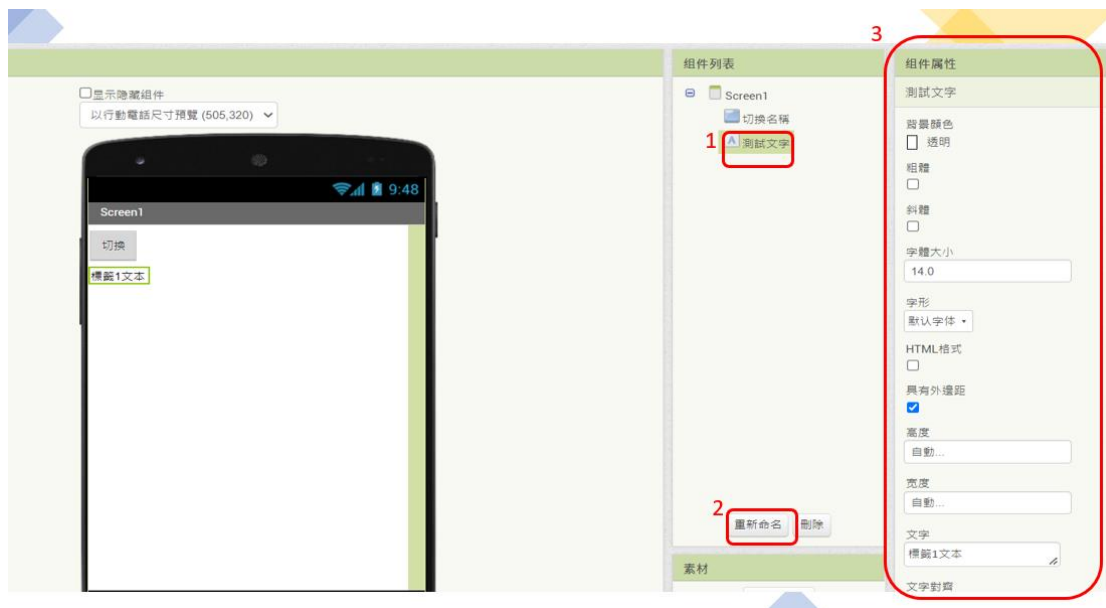 3
组件列表
组件属性
显示隐藏組件
以行動電話尺寸預覽 (505,320)
9:48
Screen1
切換
標籤1文本
Screen1
切換名稱
1
測試文字
2
重新命名
刪除
素材
測試文字
背景顏色
透明
粗體
斜體
字體大小
14.0
字形
默认字体
HTML格式
具有外邊距
高度
自動...
宽度
自動...
文字
標籤1文本
文字對齊